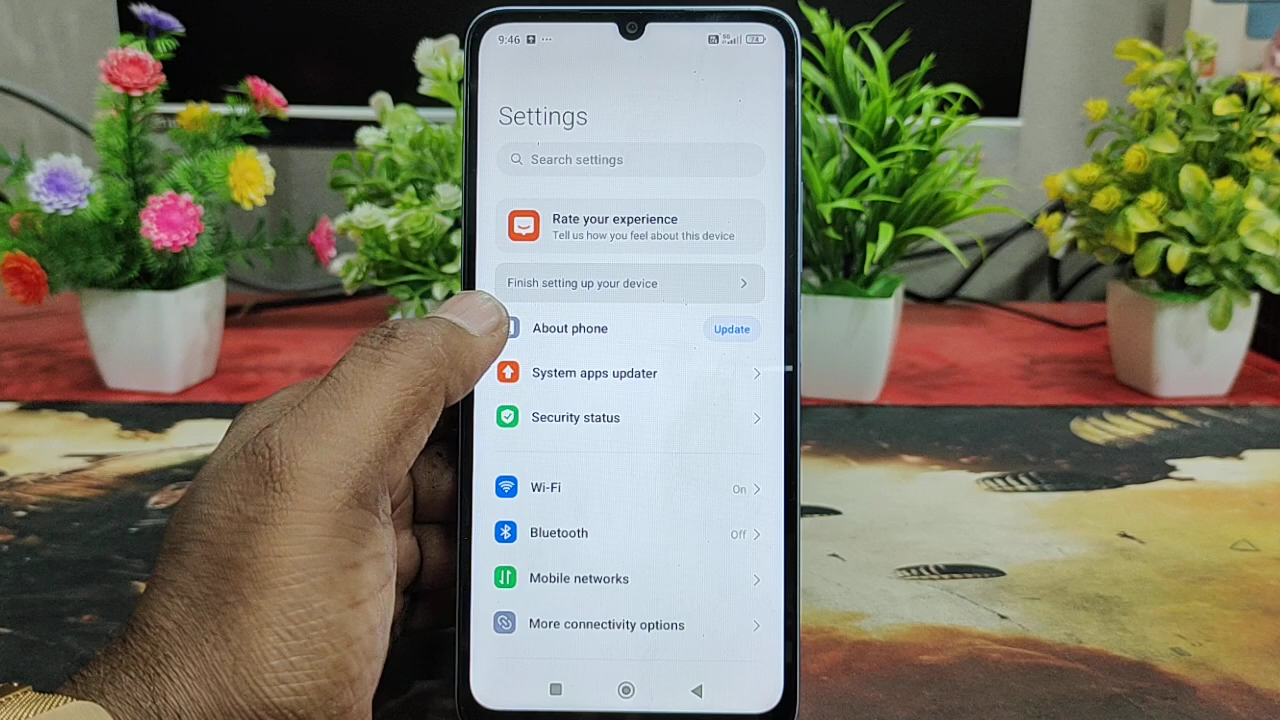 9:46 ... 5G 74
Settings
Search settings
Rate your experience
Tell us how you feel about this device
Finish setting up your device
About phone Update
System apps updater
Security status
Wi-Fi On
Bluetooth Off
Mobile networks
More connectivity options